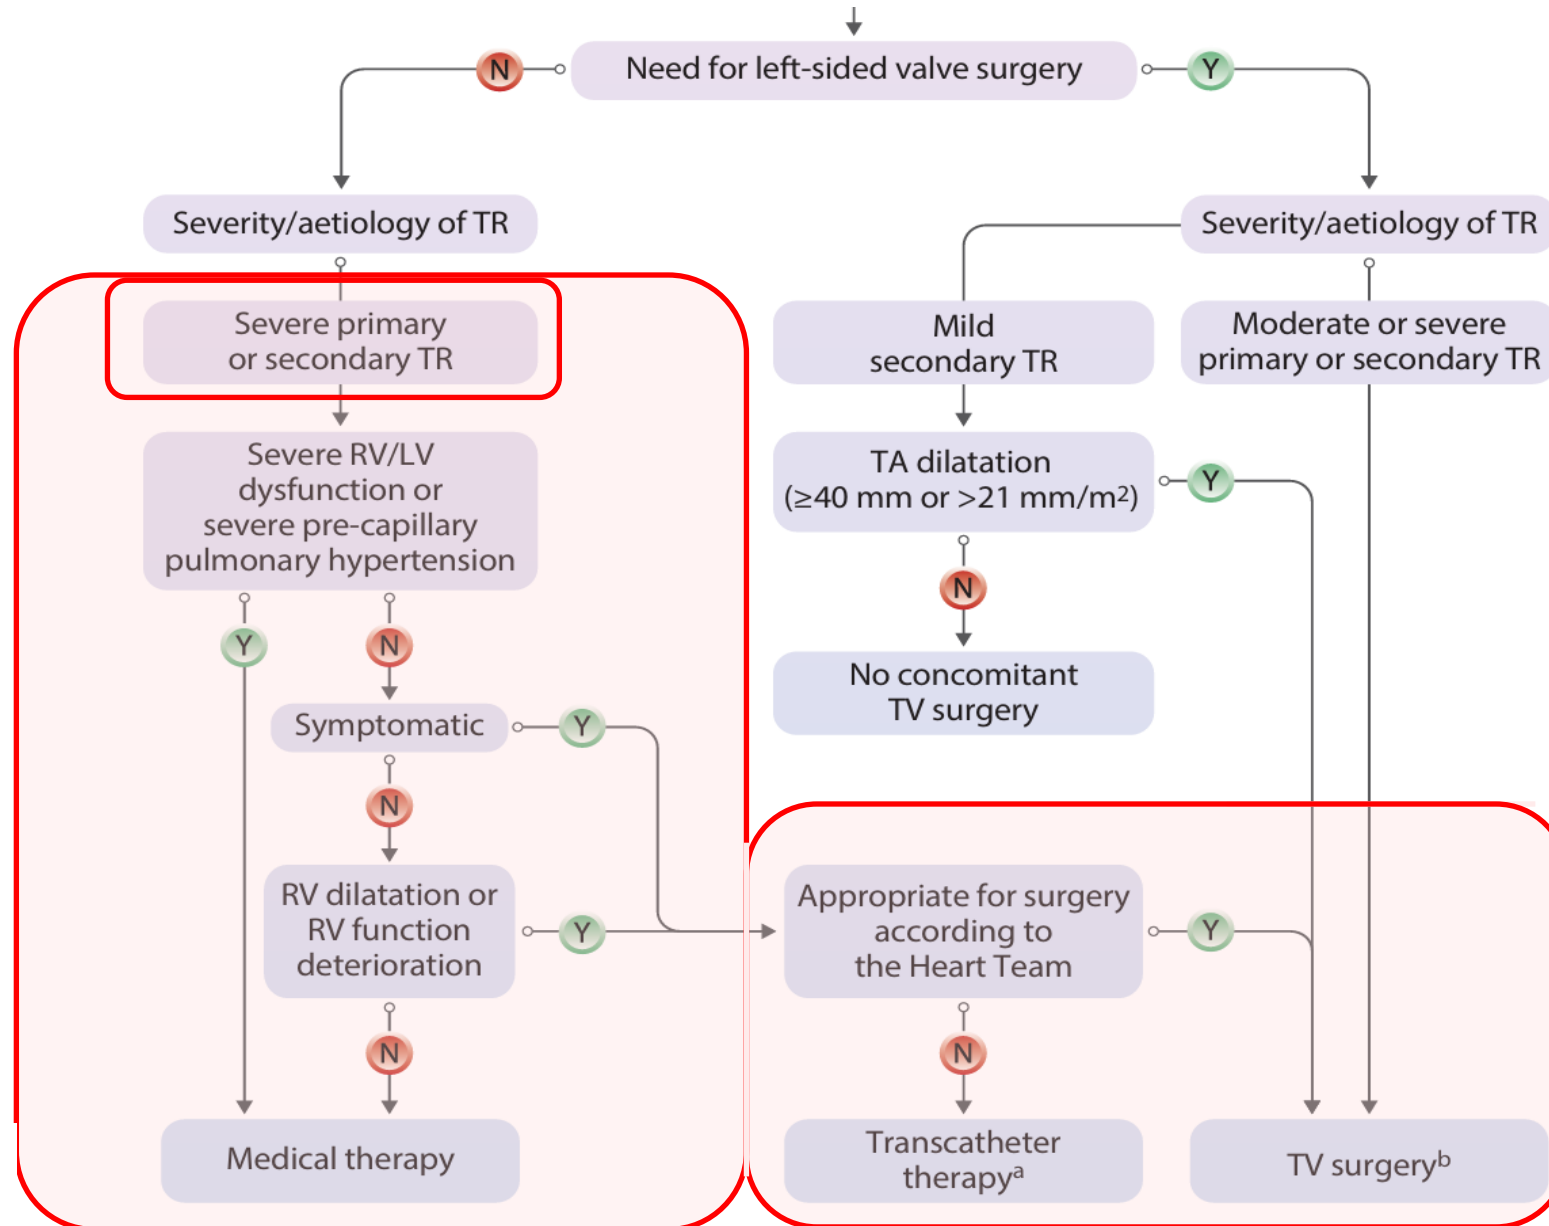 Need for left-sided valve surgery
N
Y
Severity/aetiology of TR
Severity/aetiology of TR
Severe primary
or secondary TR
Mild
secondary TR
Moderate or severe
primary or secondary TR
Severe RV/LV
dysfunction or
severe pre-capillary
pulmonary hypertension
TA dilatation
(≥40 mm or >21 mm/m²)
Y
N
Y
N
No concomitant
TV surgery
Symptomatic
Y
N
RV dilatation or
RV function
deterioration
Y
Appropriate for surgery
according to
the Heart Team
Y
N
N
Medical therapy
Transcatheter
therapyᵃ
TV surgeryᵇ